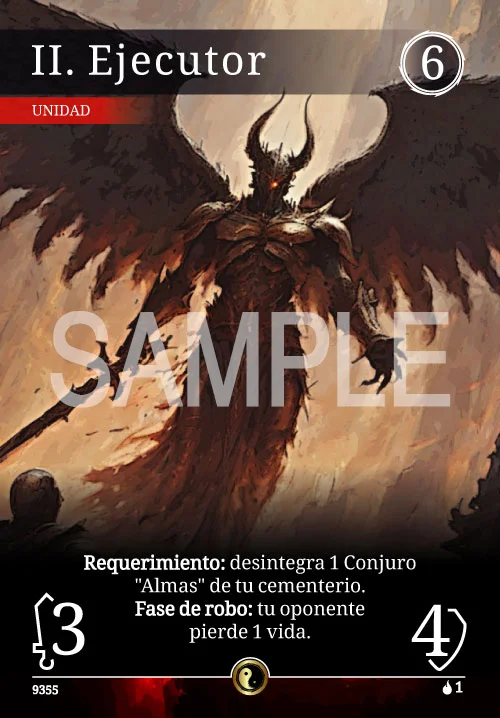 II. Ejecutor
6
UNIDAD
SAMPLE
Requerimiento: desintegra 1 Conjuro
"Almas" de tu cementerio.
Fase de robo: tu oponente
pierde 1 vida.
3
4
9355
1